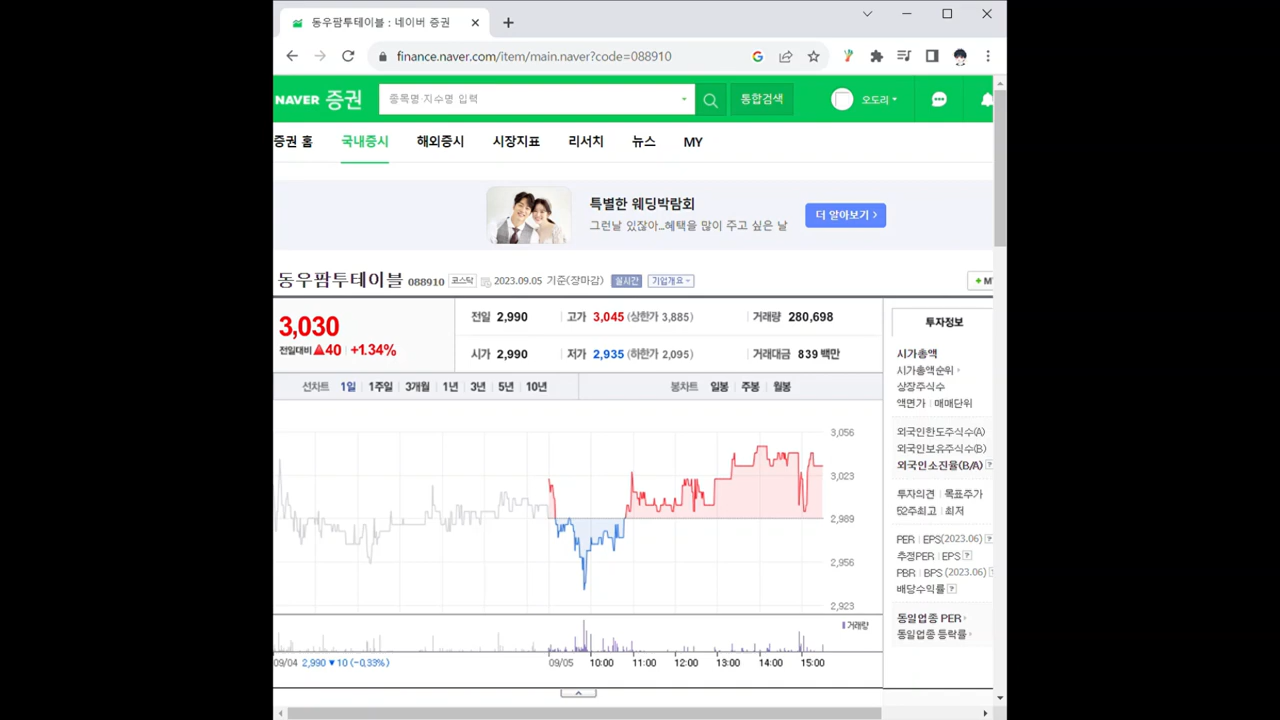 동우팜투테이블 : 네이버 증권
finance.naver.com/item/main.naver?code=088910
NAVER 증권
종목명·지수명 입력
통합검색
오도리
증권 홈 국내증시 해외증시 시장지표 리서치 뉴스 MY
특별한 웨딩박람회
그런날 있잖아...혜택을 많이 주고 싶은 날
더 알아보기 >
동우팜투테이블 088910 코스닥 2023.09.05 기준(장마감) 실시간 기업개요
3,030
전일대비 ▲40 +1.34%
전일 2,990 고가 3,045 (상한가 3,885) 거래량 280,698
시가 2,990 저가 2,935 (하한가 2,095) 거래대금 839 백만
선차트 1일 1주일 3개월 1년 3년 5년 10년 봉차트 일봉 주봉 월봉
3,056
3,023
2,989
2,956
2,923
거래량
09/04 2,990 ▼10 (-0.33%) 09/05 10:00 11:00 12:00 13:00 14:00 15:00
투자정보
시가총액
시가총액순위
상장주식수
액면가 | 매매단위
외국인한도주식수(A)
외국인보유주식수(B)
외국인소진율(B/A)
투자의견 | 목표주가
52주최고 | 최저
PER | EPS(2023.06)
추정PER | EPS
PBR | BPS (2023.06)
배당수익률
동일업종 PER
동일업종 등락률